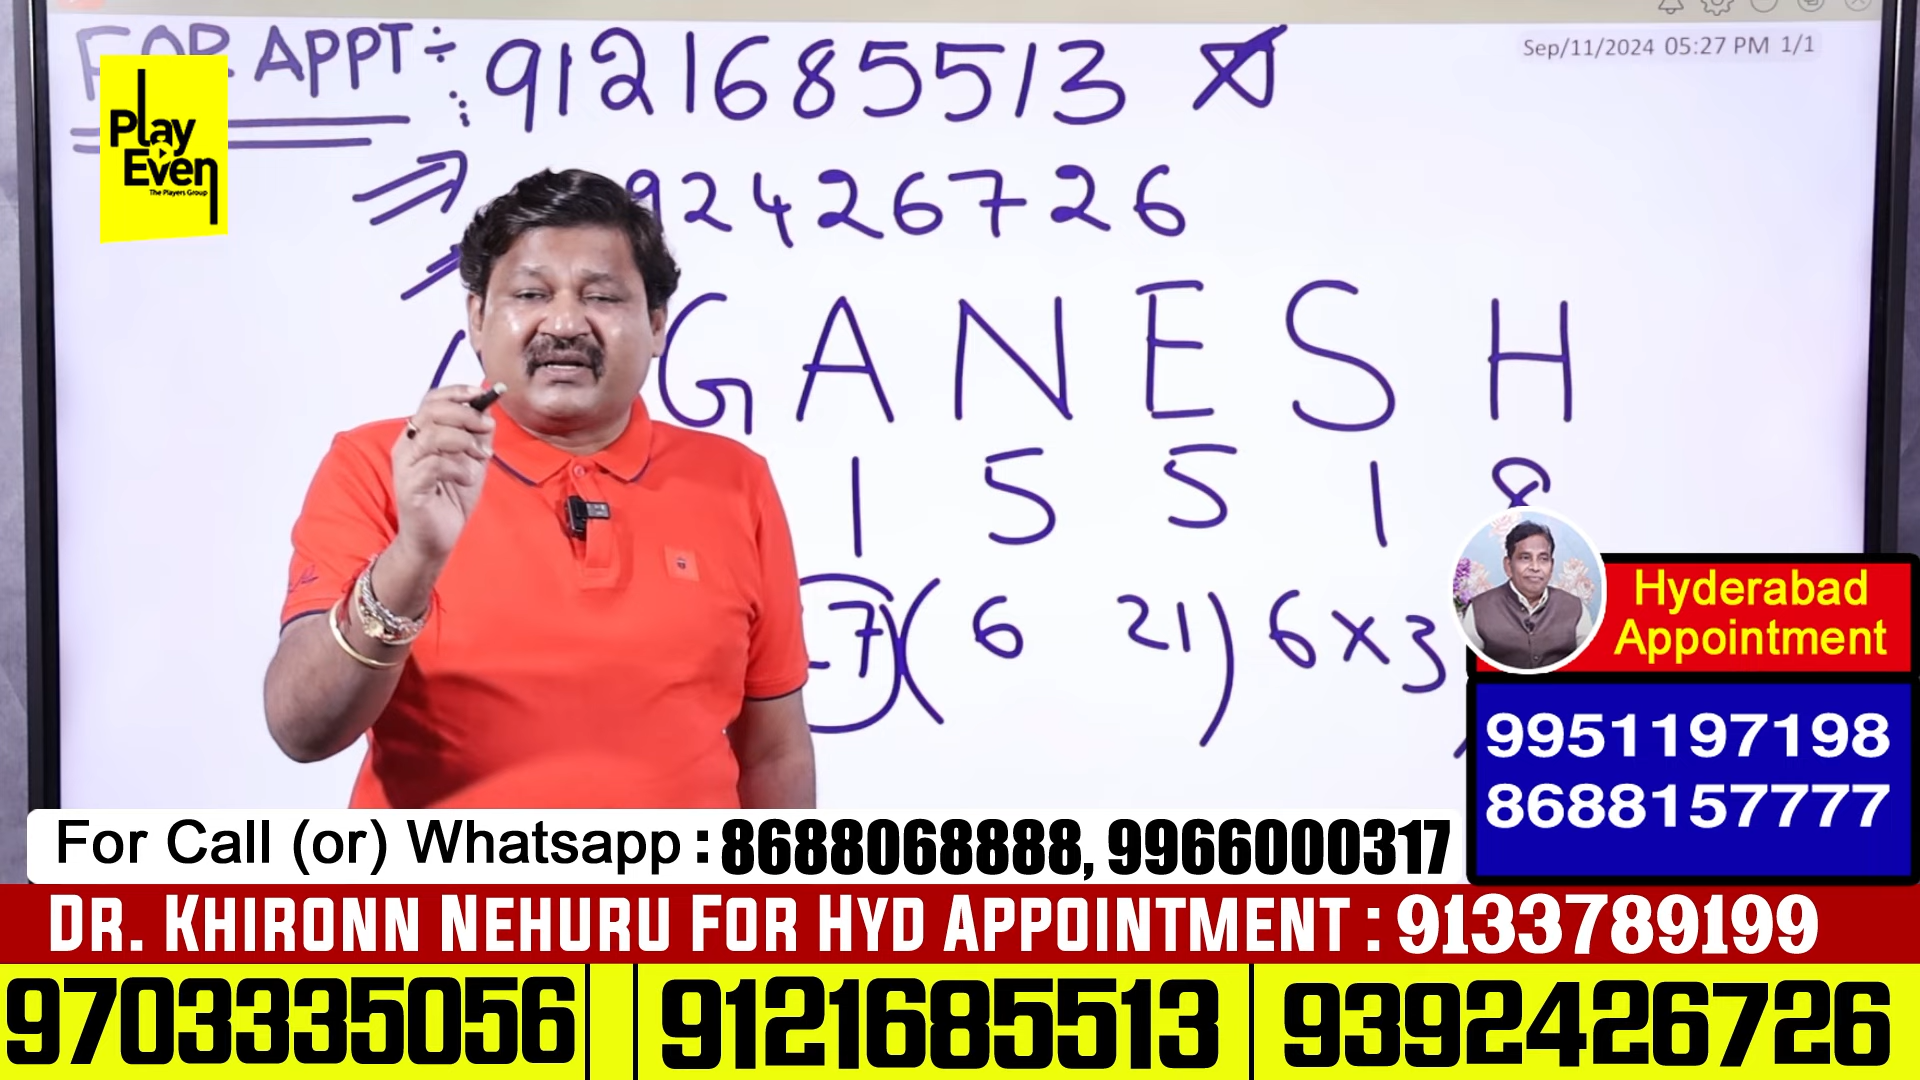 Sep/11/2024 05:27 PM 1/1
APPT :- 9121685513
Play
Even
The Players Group
92426726
GANESH
1 5 5 1 8
7 ( 6 21 ) 6 x 3
Hyderabad
Appointment
9951197198
8688157777
For Call (or) Whatsapp : 8688068888, 9966000317
DR. KHIRONN NEHURU FOR HYD APPOINTMENT : 9133789199
9703335056 9121685513 9392426726